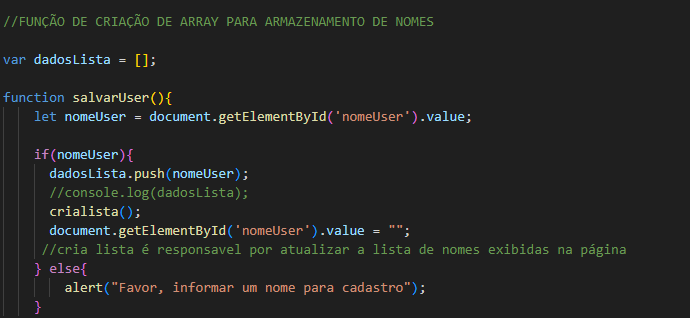 //FUNÇÃO DE CRIAÇÃO DE ARRAY PARA ARMAZENAMENTO DE NOMES
var dadosLista = [];
function salvarUser(){
let nomeUser = document.getElementById('nomeUser').value;
if(nomeUser){
dadosLista.push(nomeUser);
//console.log(dadosLista);
crialista();
document.getElementById('nomeUser').value = "";
//cria lista é responsavel por atualizar a lista de nomes exibidas na página
} else{
alert("Favor, informar um nome para cadastro");
}